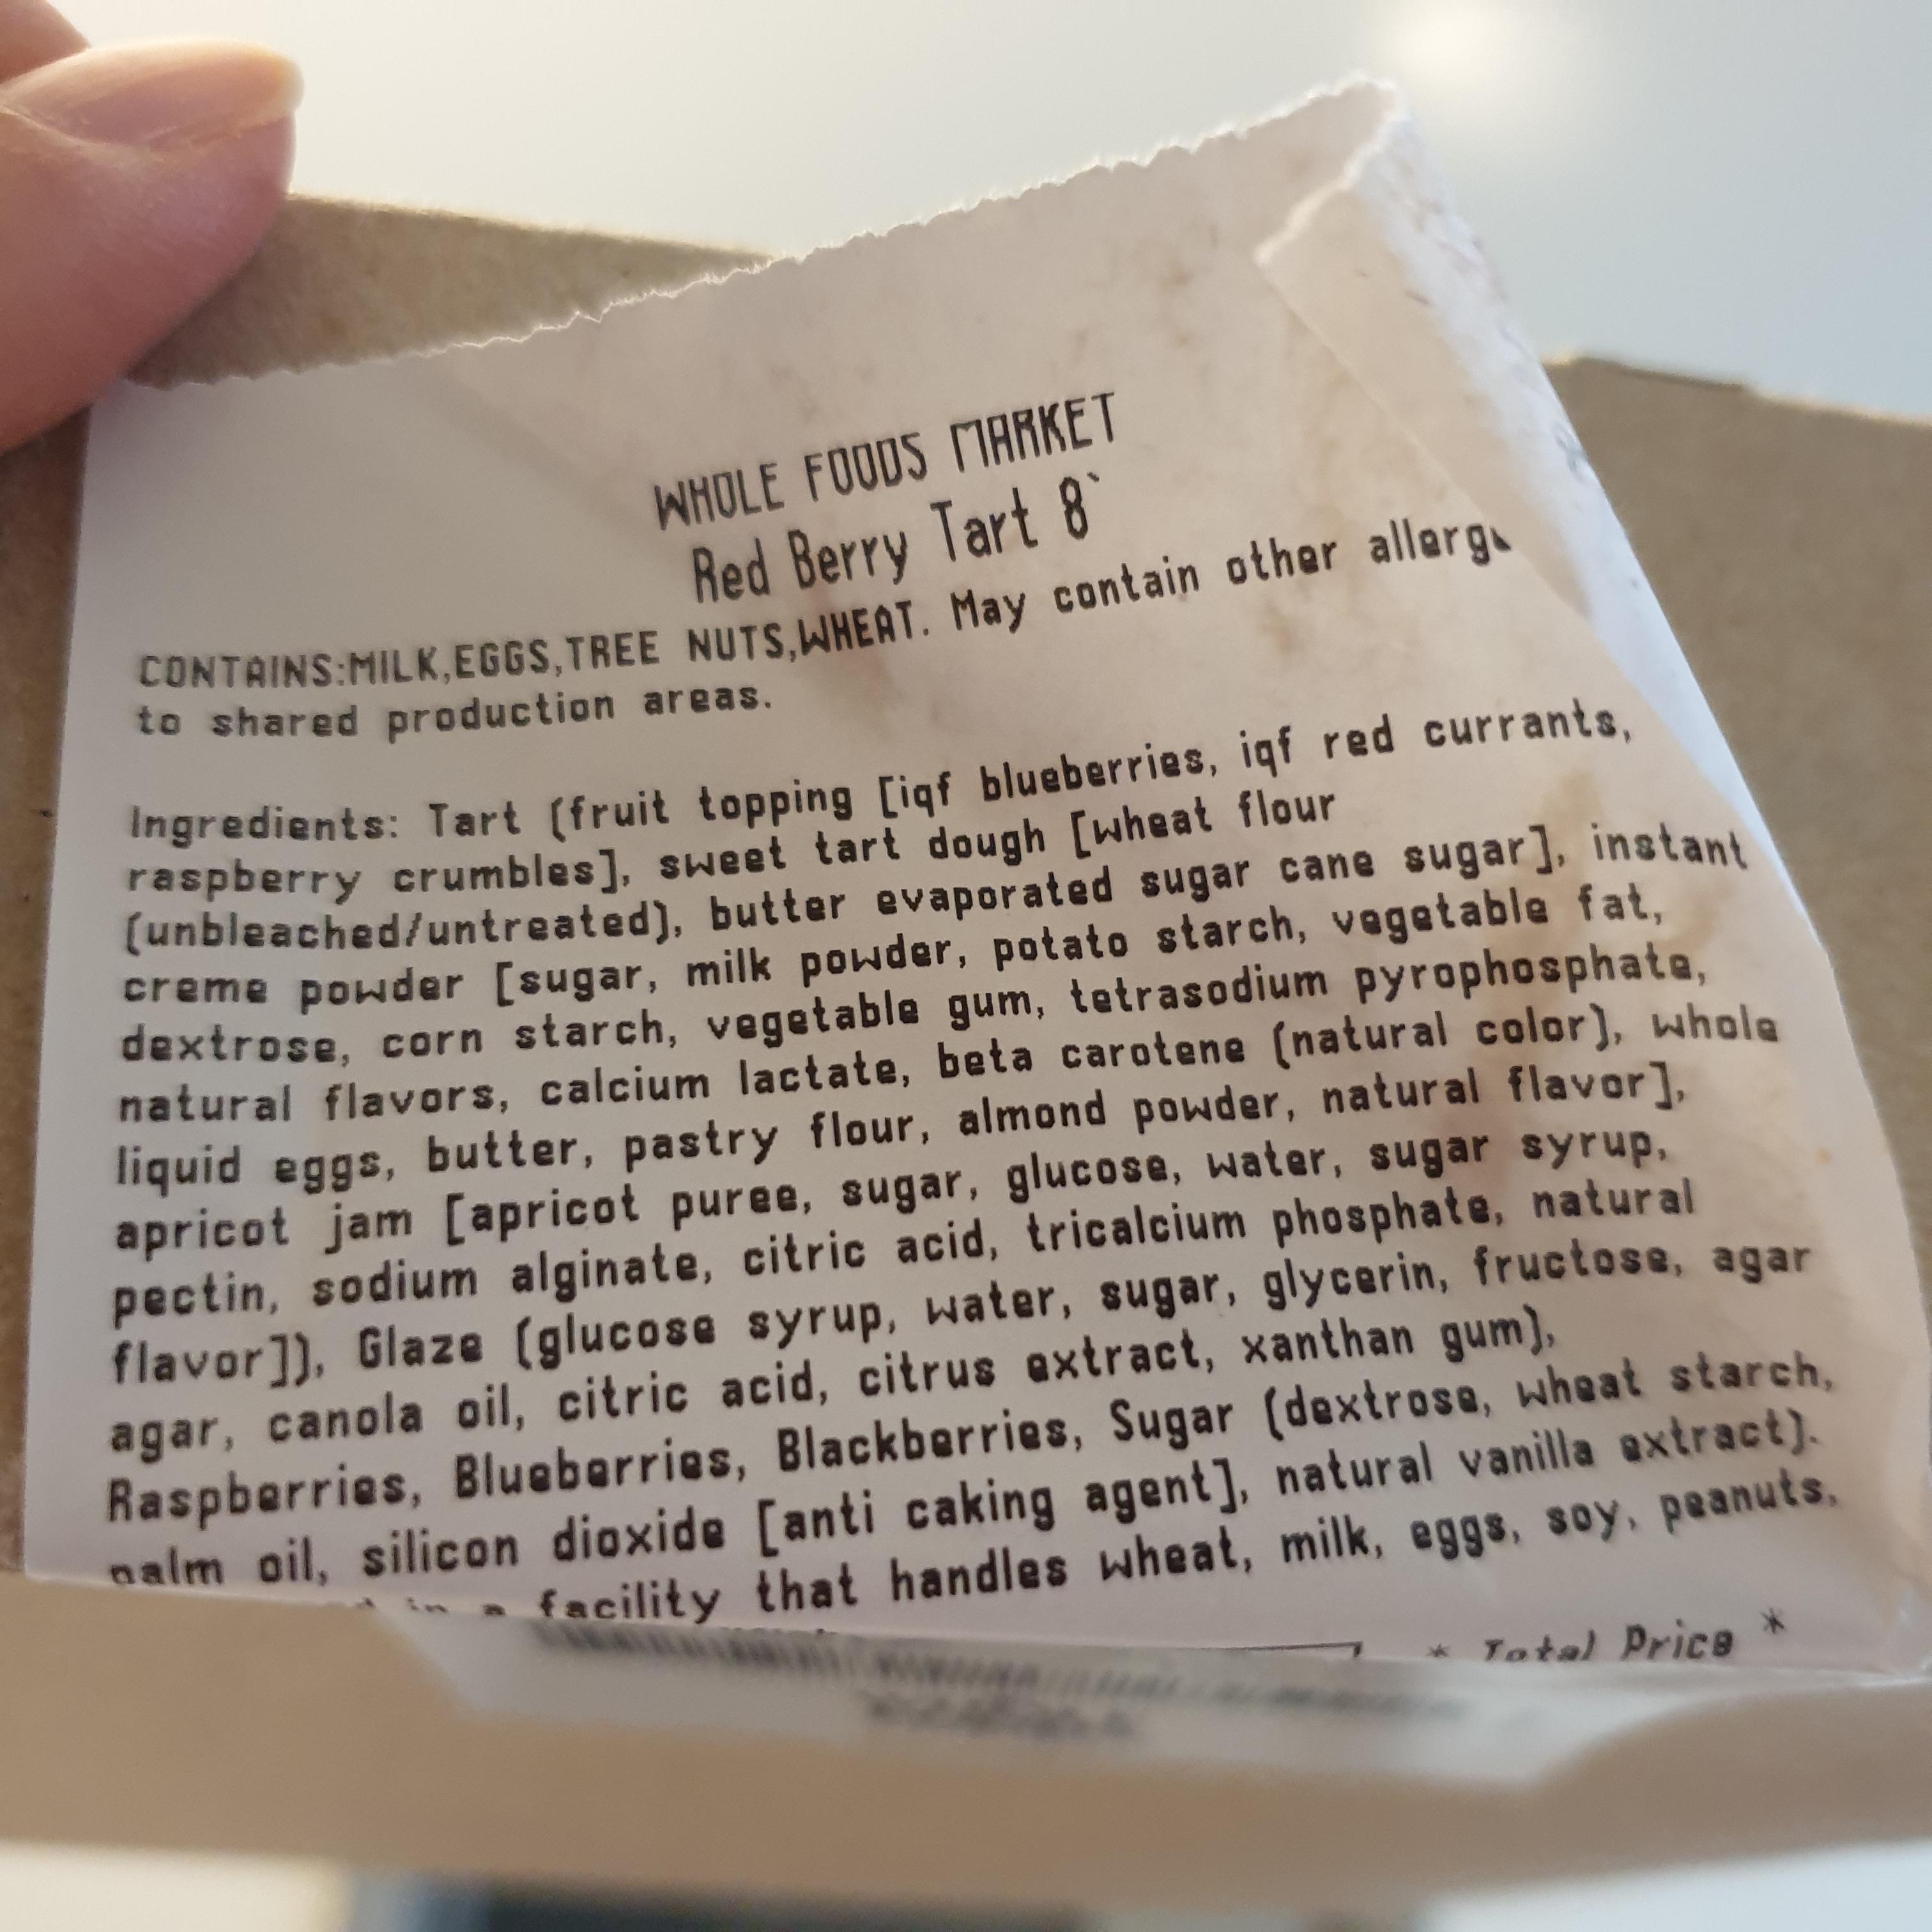 WHOLE FOODS MARKET
Red Berry Tart 8`
CONTAINS:MILK,EGGS,TREE NUTS,WHEAT. May contain other
to shared production areas.
Ingredients: Tart (fruit topping [iqf blueberries, iqf red currants,
raspberry crumbles], sweet tart dough [wheat flour
(unbleached/untreated), butter evaporated sugar cane sugar], instant
creme powder [sugar, milk powder, potato starch, vegetable fat,
dextrose, corn starch, vegetable gum, tetrasodium pyrophosphate,
natural flavors, calcium lactate, beta carotene (natural color), whole
liquid eggs, butter, pastry flour, almond powder, natural flavor],
apricot jam [apricot puree, sugar, glucose, water, sugar syrup,
pectin, sodium alginate, citric acid, tricalcium phosphate, natural
flavor]), Glaze (glucose syrup, water, sugar, glycerin, fructose, agar
agar, canola oil, citric acid, citrus extract, xanthan gum),
Raspberries, Blueberries, Blackberries, Sugar (dextrose, wheat starch,
palm oil, silicon dioxide [anti caking agent], natural vanilla extract).
in a facility that handles wheat, milk, eggs, soy, peanuts,
* Total Price *